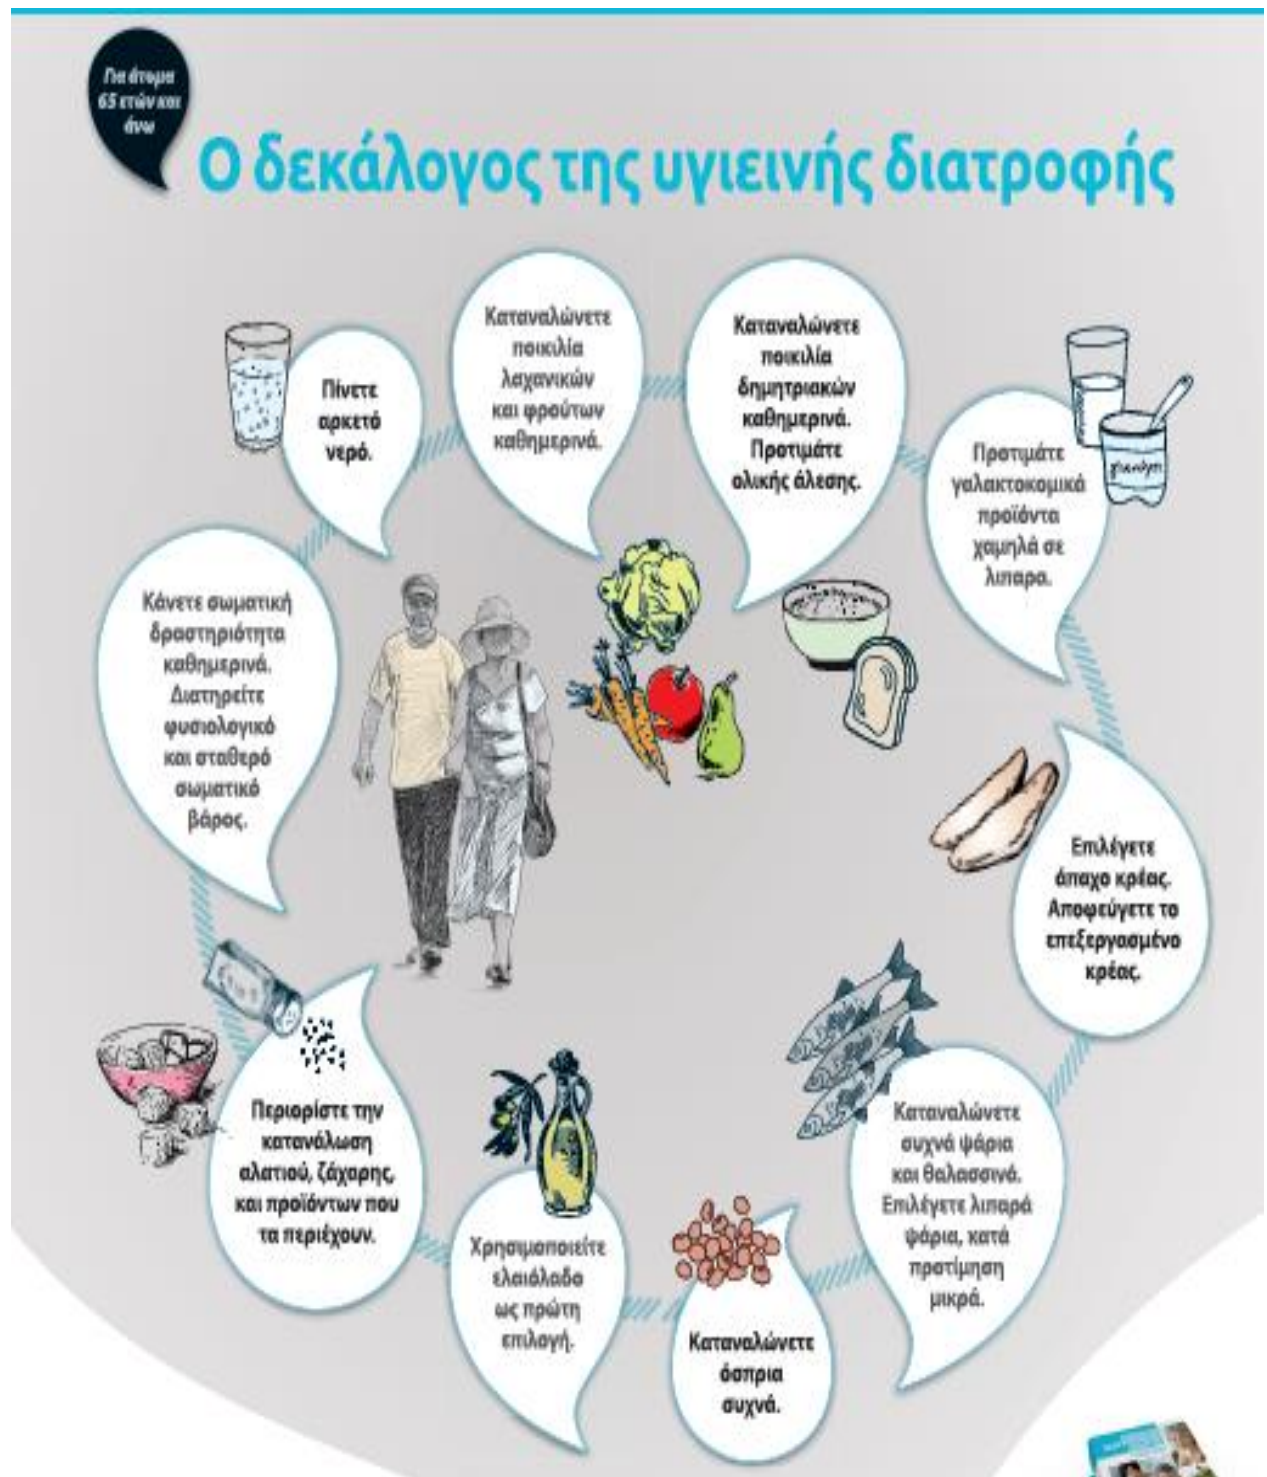 Για άτομα
65 ετών και
άνω
Ο δεκάλογος της υγιεινής διατροφής
Καταναλώνετε
ποικιλία
λαχανικών
και φρούτων
καθημερινά.
Καταναλώνετε
ποικιλία
δημητριακών
καθημερινά.
Προτιμάτε
ολικής άλεσης.
Προτιμάτε
γαλακτοκομικά
προϊόντα
χαμηλά σε
λιπαρα.
Επιλέγετε
άπαχο κρέας.
Αποφεύγετε το
επεξεργασμένο
κρέας.
Καταναλώνετε
συχνά ψάρια
και θαλασσινά.
Επιλέγετε λιπαρά
ψάρια, κατά
προτίμηση
μικρά.
Καταναλώνετε
όσπρια
συχνά.
Χρησιμοποιείτε
ελαιόλαδο
ως πρώτη
επιλογή.
Περιορίστε την
κατανάλωση
αλατιού, ζάχαρης,
και προϊόντων που
τα περιέχουν.
Κάνετε σωματική
δραστηριότητα
καθημερινά.
Διατηρείτε
φυσιολογικό
και σταθερό
σωματικό
βάρος.
Πίνετε
αρκετό
νερό.